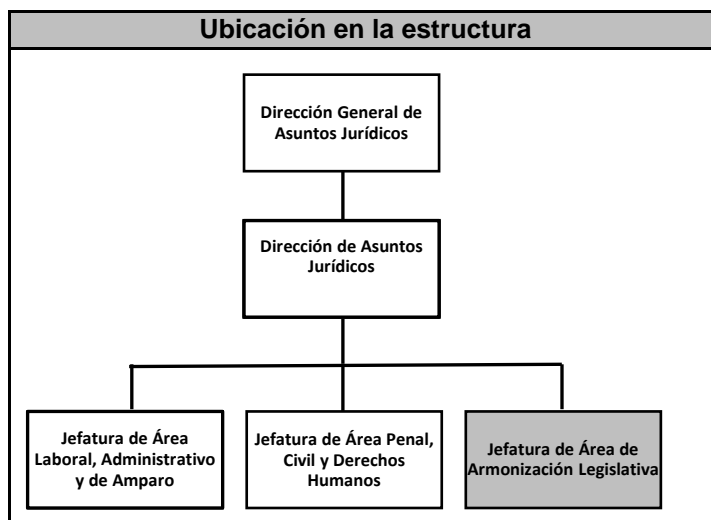 Ubicación en la estructura
Dirección General de
Asuntos Jurídicos
Dirección de Asuntos
Jurídicos
Jefatura de Área
Laboral, Administrativo
y de Amparo
Jefatura de Área Penal,
Civil y Derechos
Humanos
Jefatura de Área de
Armonización Legislativa